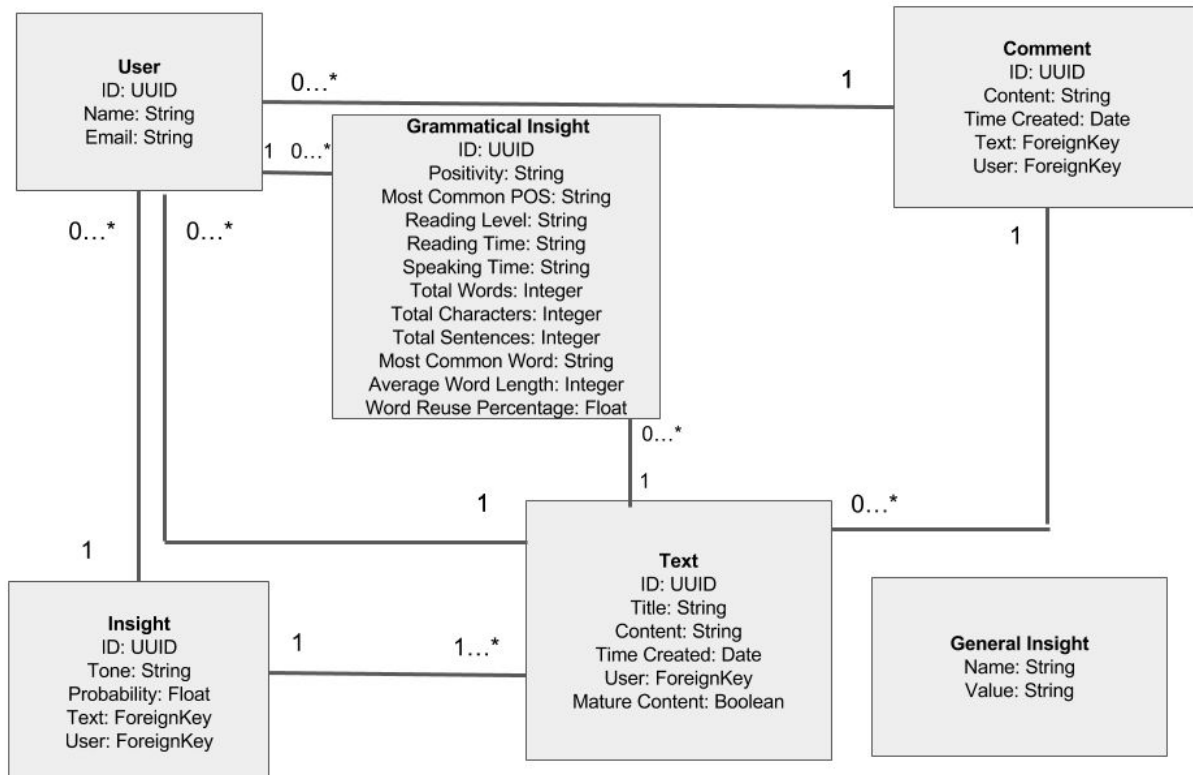 User
ID: UUID
Name: String
Email: String
0…*
1
Comment
ID: UUID
Content: String
Time Created: Date
Text: ForeignKey
User: ForeignKey
1
0…*
Grammatical Insight
ID: UUID
Positivity: String
Most Common POS: String
Reading Level: String
Reading Time: String
Speaking Time: String
Total Words: Integer
Total Characters: Integer
Total Sentences: Integer
Most Common Word: String
Average Word Length: Integer
Word Reuse Percentage: Float
0…*
0…*
1
0…*
1
1
0…*
1
Insight
ID: UUID
Tone: String
Probability: Float
Text: ForeignKey
User: ForeignKey
1
1…*
Text
ID: UUID
Title: String
Content: String
Time Created: Date
User: ForeignKey
Mature Content: Boolean
General Insight
Name: String
Value: String